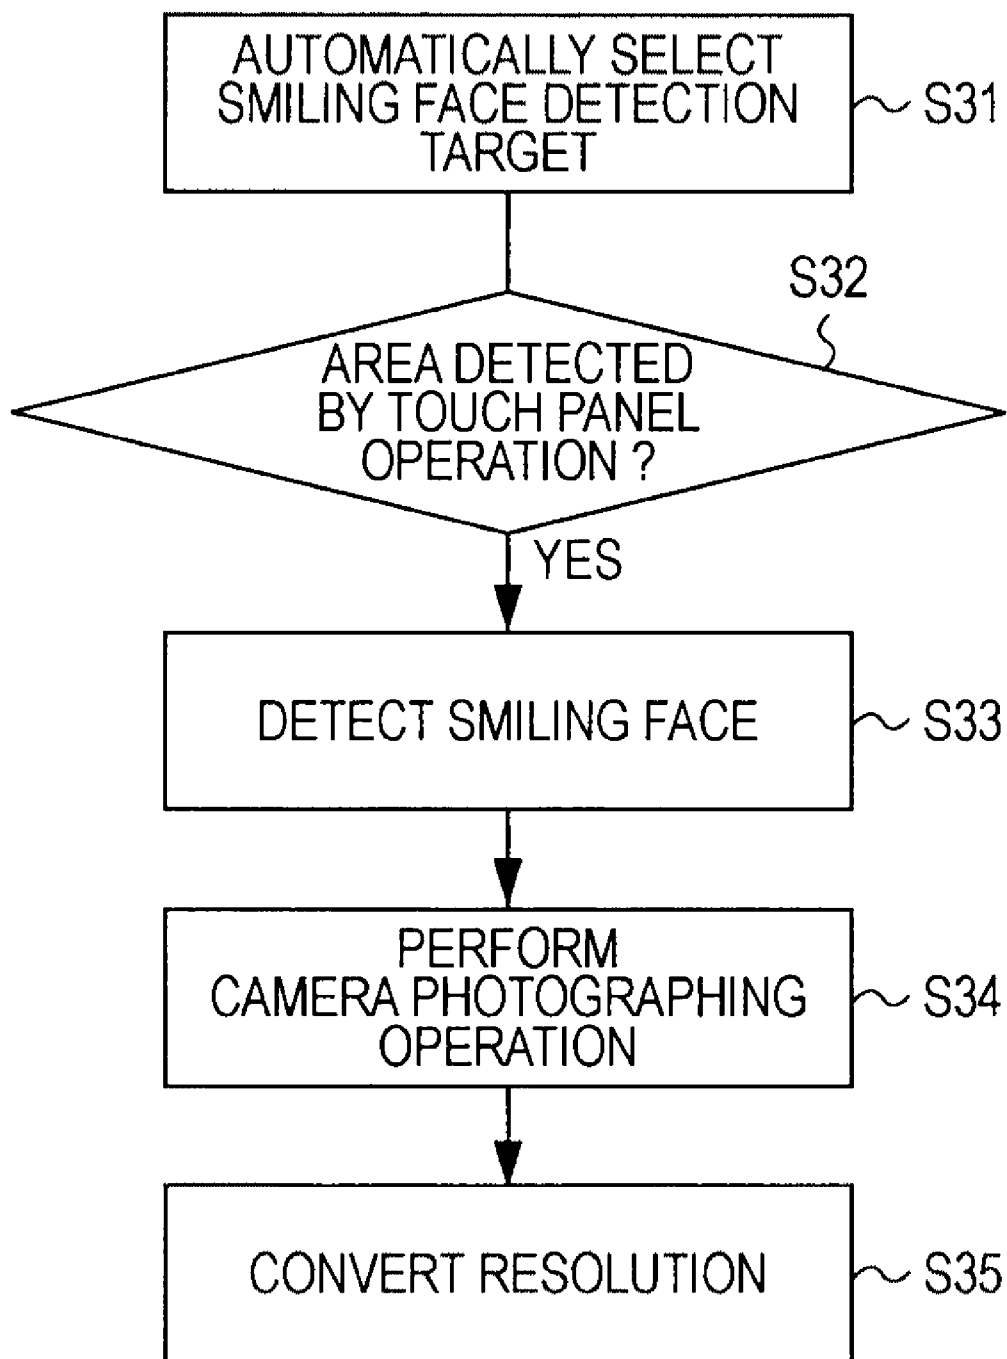 AUTOMATICALLY SELECT
SMILING FACE DETECTION
TARGET
S31
S32
AREA DETECTED
BY TOUCH PANEL
OPERATION ?
YES
DETECT SMILING FACE
S33
PERFORM
CAMERA PHOTOGRAPHING
OPERATION
S34
CONVERT RESOLUTION
S35